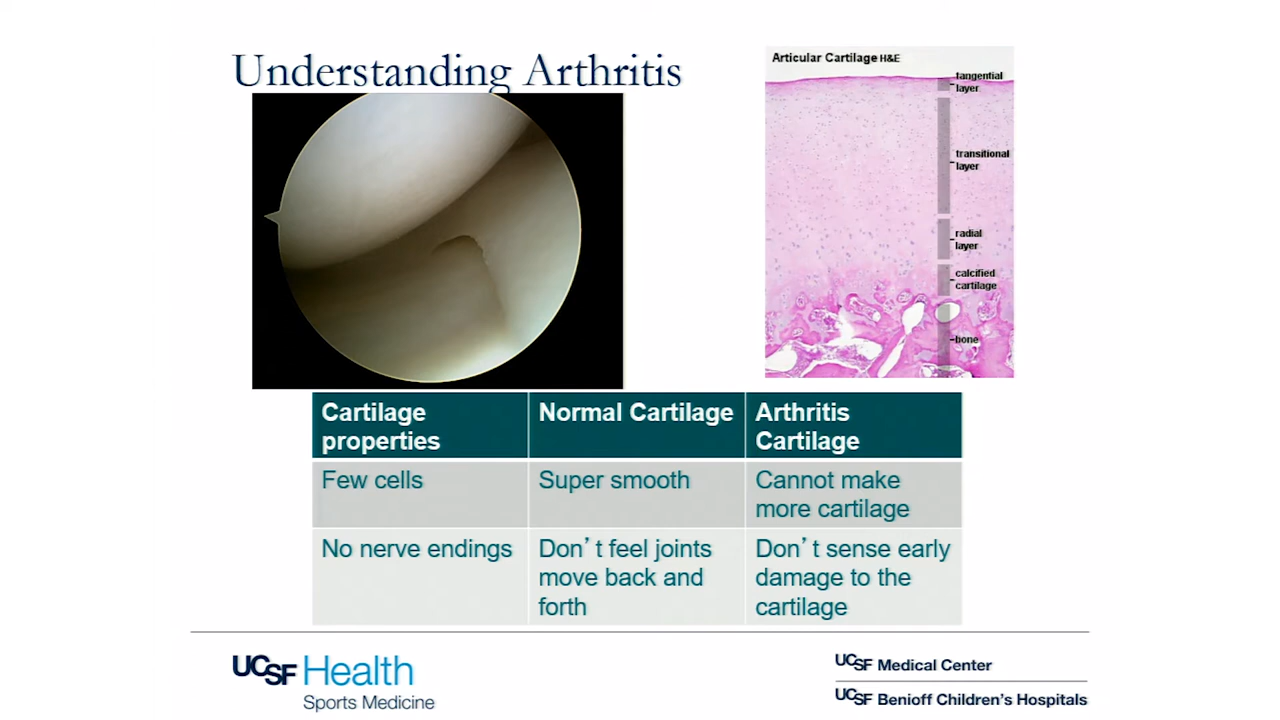 Understanding Arthritis
Articular Cartilage H&E
tangential
layer
transitional
layer
radial
layer
calcified
cartilage
bone
Cartilage
properties
Normal Cartilage
Arthritis
Cartilage
Few cells
Super smooth
Cannot make
more cartilage
No nerve endings
Don't feel joints
move back and
forth
Don't sense early
damage to the
cartilage
UCSF Health
Sports Medicine
UCSF Medical Center
UCSF Benioff Children's Hospitals